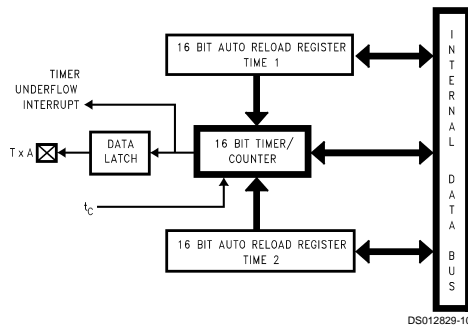 16 BIT AUTO RELOAD REGISTER
TIME 1
TIMER
UNDERFLOW
INTERRUPT
T x A
DATA
LATCH
16 BIT TIMER/
COUNTER
tC
16 BIT AUTO RELOAD REGISTER
TIME 2
INTERNAL DATA BUS
DS012829-10